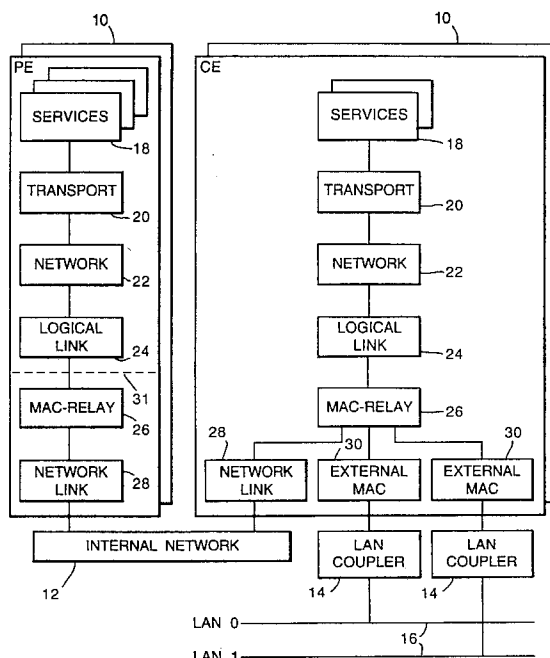 10
10
PE
CE
SERVICES
18
TRANSPORT
20
NETWORK
22
LOGICAL
LINK
24
31
MAC-RELAY
26
NETWORK
LINK
28
SERVICES
18
TRANSPORT
20
NETWORK
22
LOGICAL
LINK
24
MAC-RELAY
26
28
30
30
NETWORK
LINK
EXTERNAL
MAC
EXTERNAL
MAC
INTERNAL NETWORK
12
LAN
COUPLER
14
LAN
COUPLER
14
LAN 0
16
LAN 1